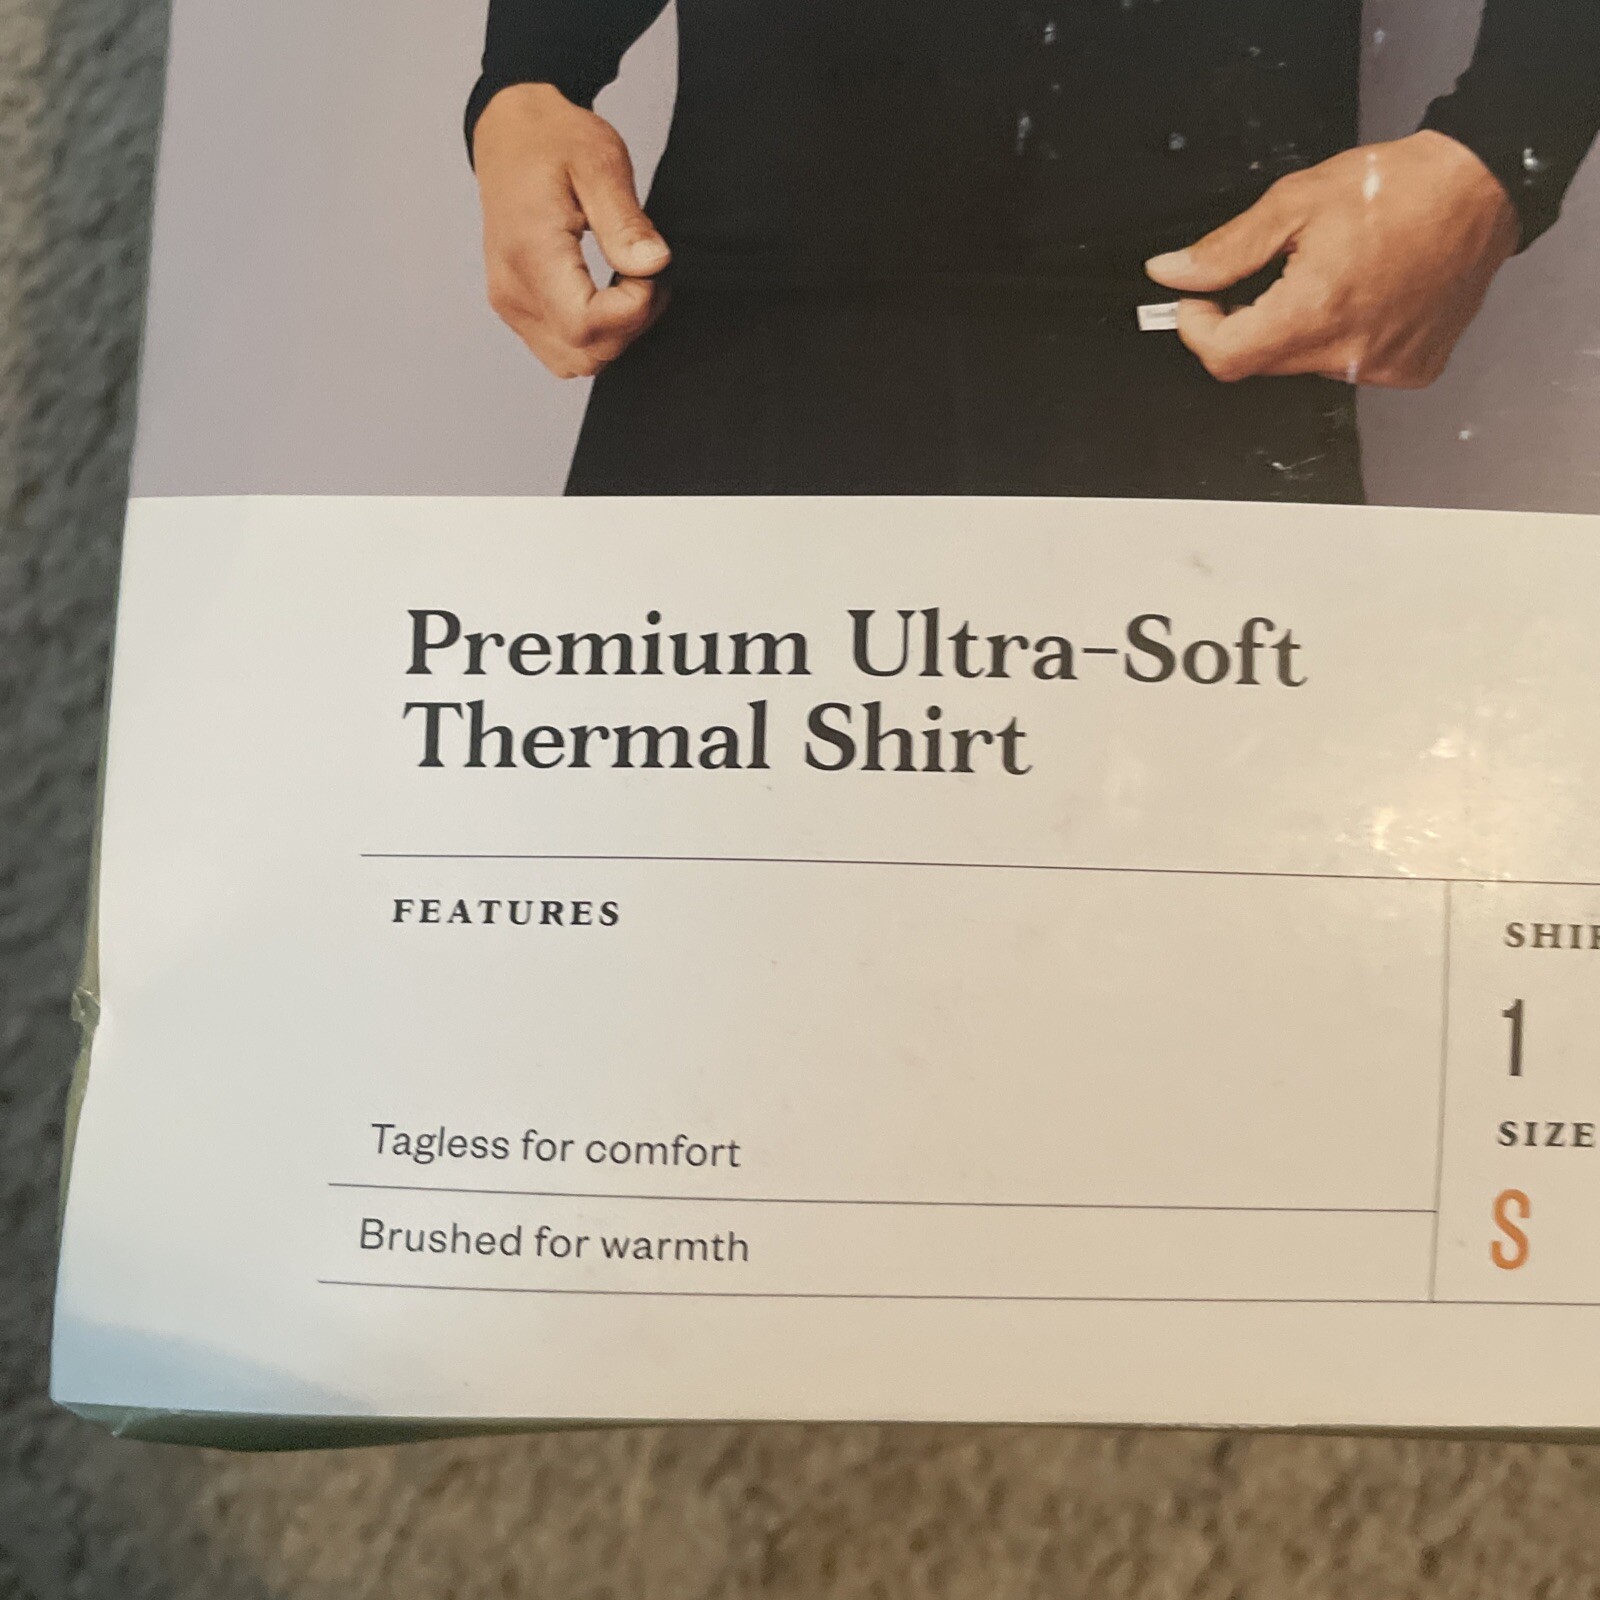 Premium Ultra-Soft
Thermal Shirt
FEATURES
Tagless for comfort
Brushed for warmth
1
SIZE
S